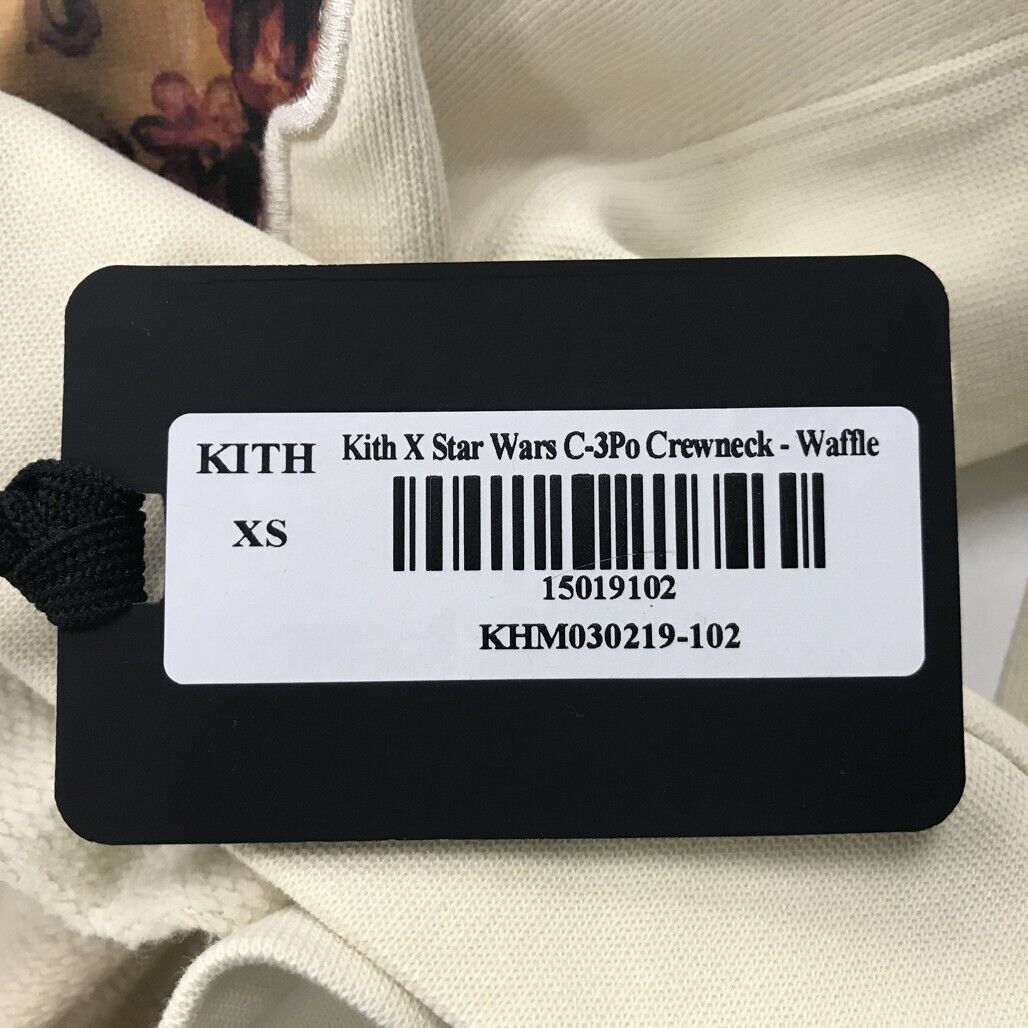 KITH
Kith X Star Wars C-3Po Crewneck - Waffle
XS
15019102
KHM030219-102